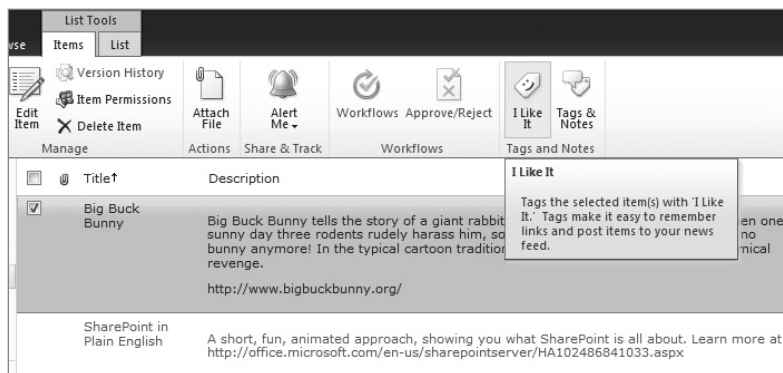 List Tools
wse Items List
Version History
Item Permissions
Delete Item
Edit Item
Attach File
Alert Me
Workflows Approve/Reject
I Like It
Tags & Notes
Manage Actions Share & Track Workflows Tags and Notes
Title Description
I Like It
Tags the selected item(s) with 'I Like
It.' Tags make it easy to remember
links and post items to your news
feed.
Big Buck
Bunny
Big Buck Bunny tells the story of a giant rabbit en one
sunny day three rodents rudely harass him, so no
bunny anymore! In the typical cartoon tradition mical
revenge.
http://www.bigbuckbunny.org/
SharePoint in
Plain English
A short, fun, animated approach, showing you what SharePoint is all about. Learn more at
http://office.microsoft.com/en-us/sharepointserver/HA102486841033.aspx